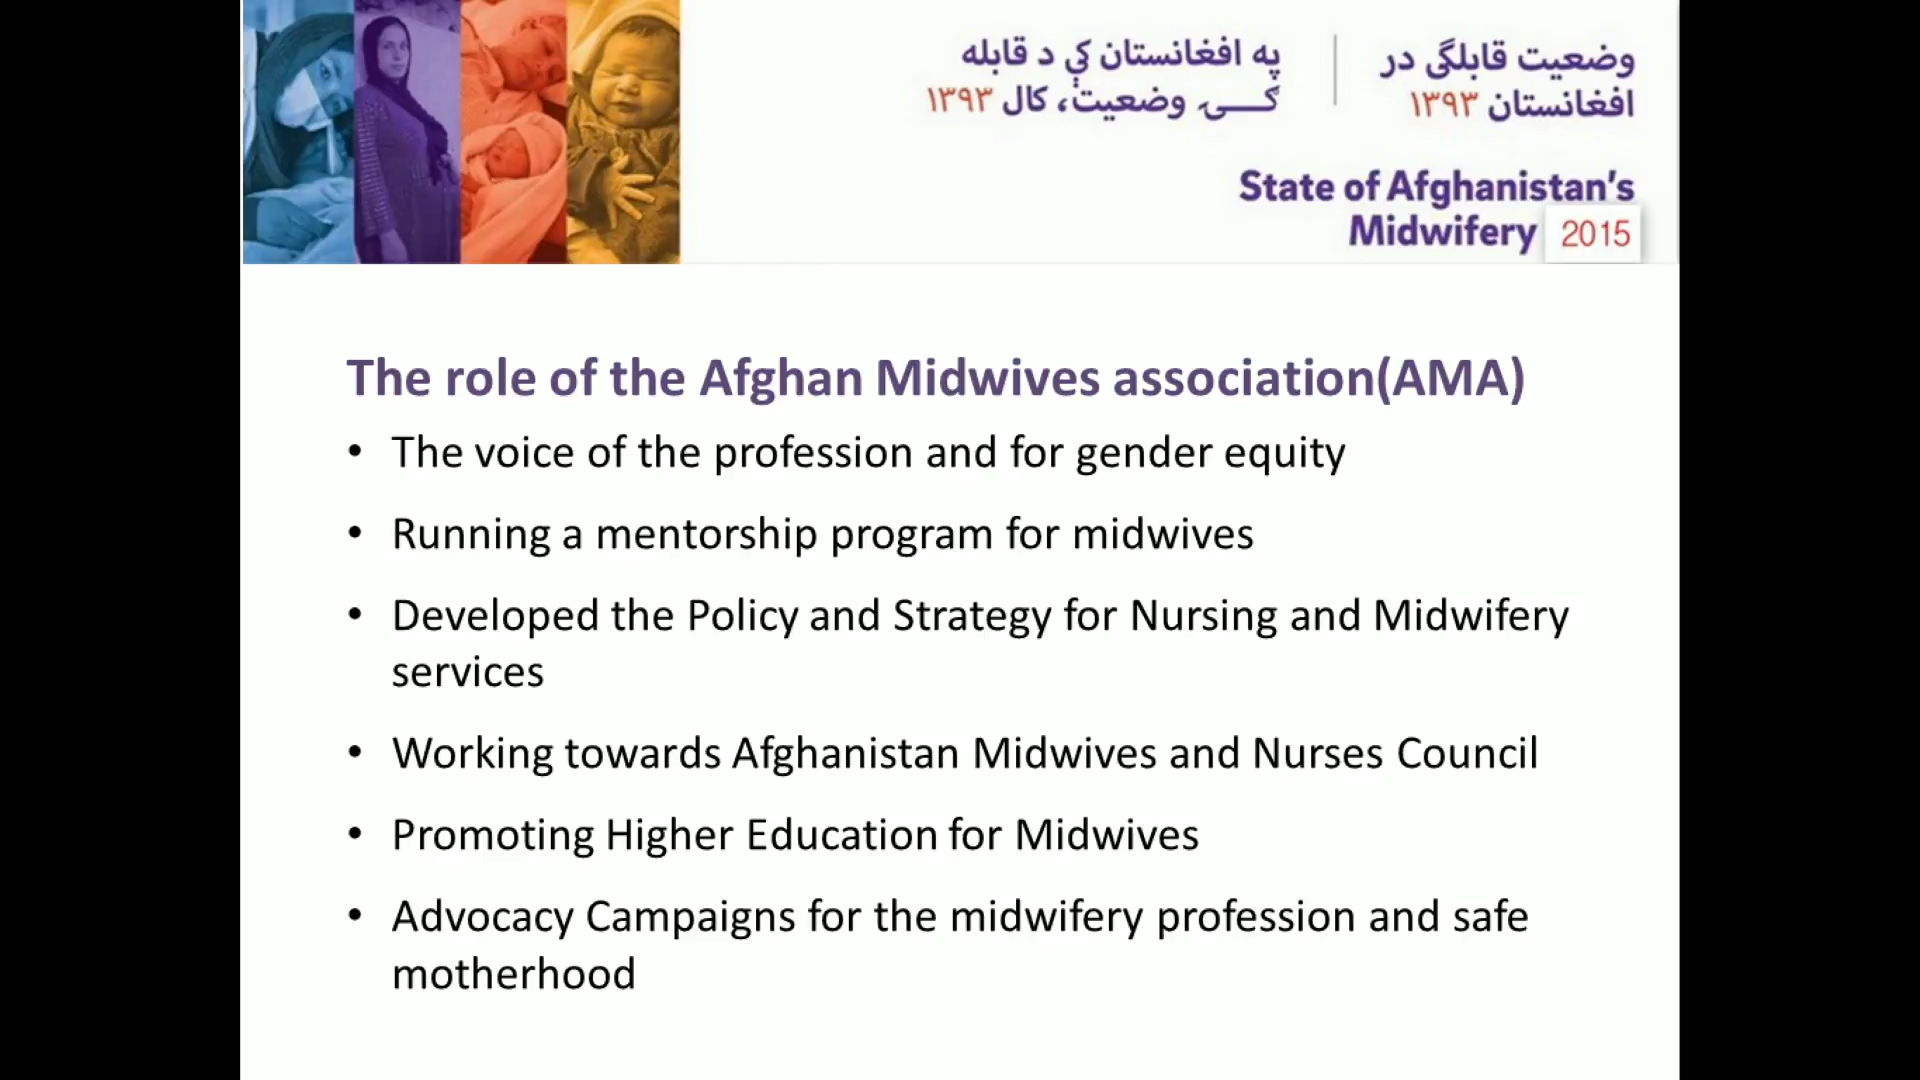 وضعیت قابلگی در
افغانستان ۱۳۹۳
په افغانستان کې د قابله
ګـــۍ وضعیت، کال ۱۳۹۳
State of Afghanistan's
Midwifery 2015
The role of the Afghan Midwives association(AMA)
• The voice of the profession and for gender equity
• Running a mentorship program for midwives
• Developed the Policy and Strategy for Nursing and Midwifery
services
• Working towards Afghanistan Midwives and Nurses Council
• Promoting Higher Education for Midwives
• Advocacy Campaigns for the midwifery profession and safe
motherhood